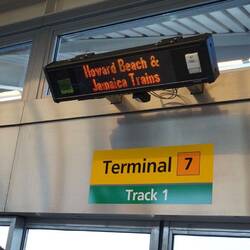 Howard Beach &
Jamaica Trains
Terminal 7
Track 1